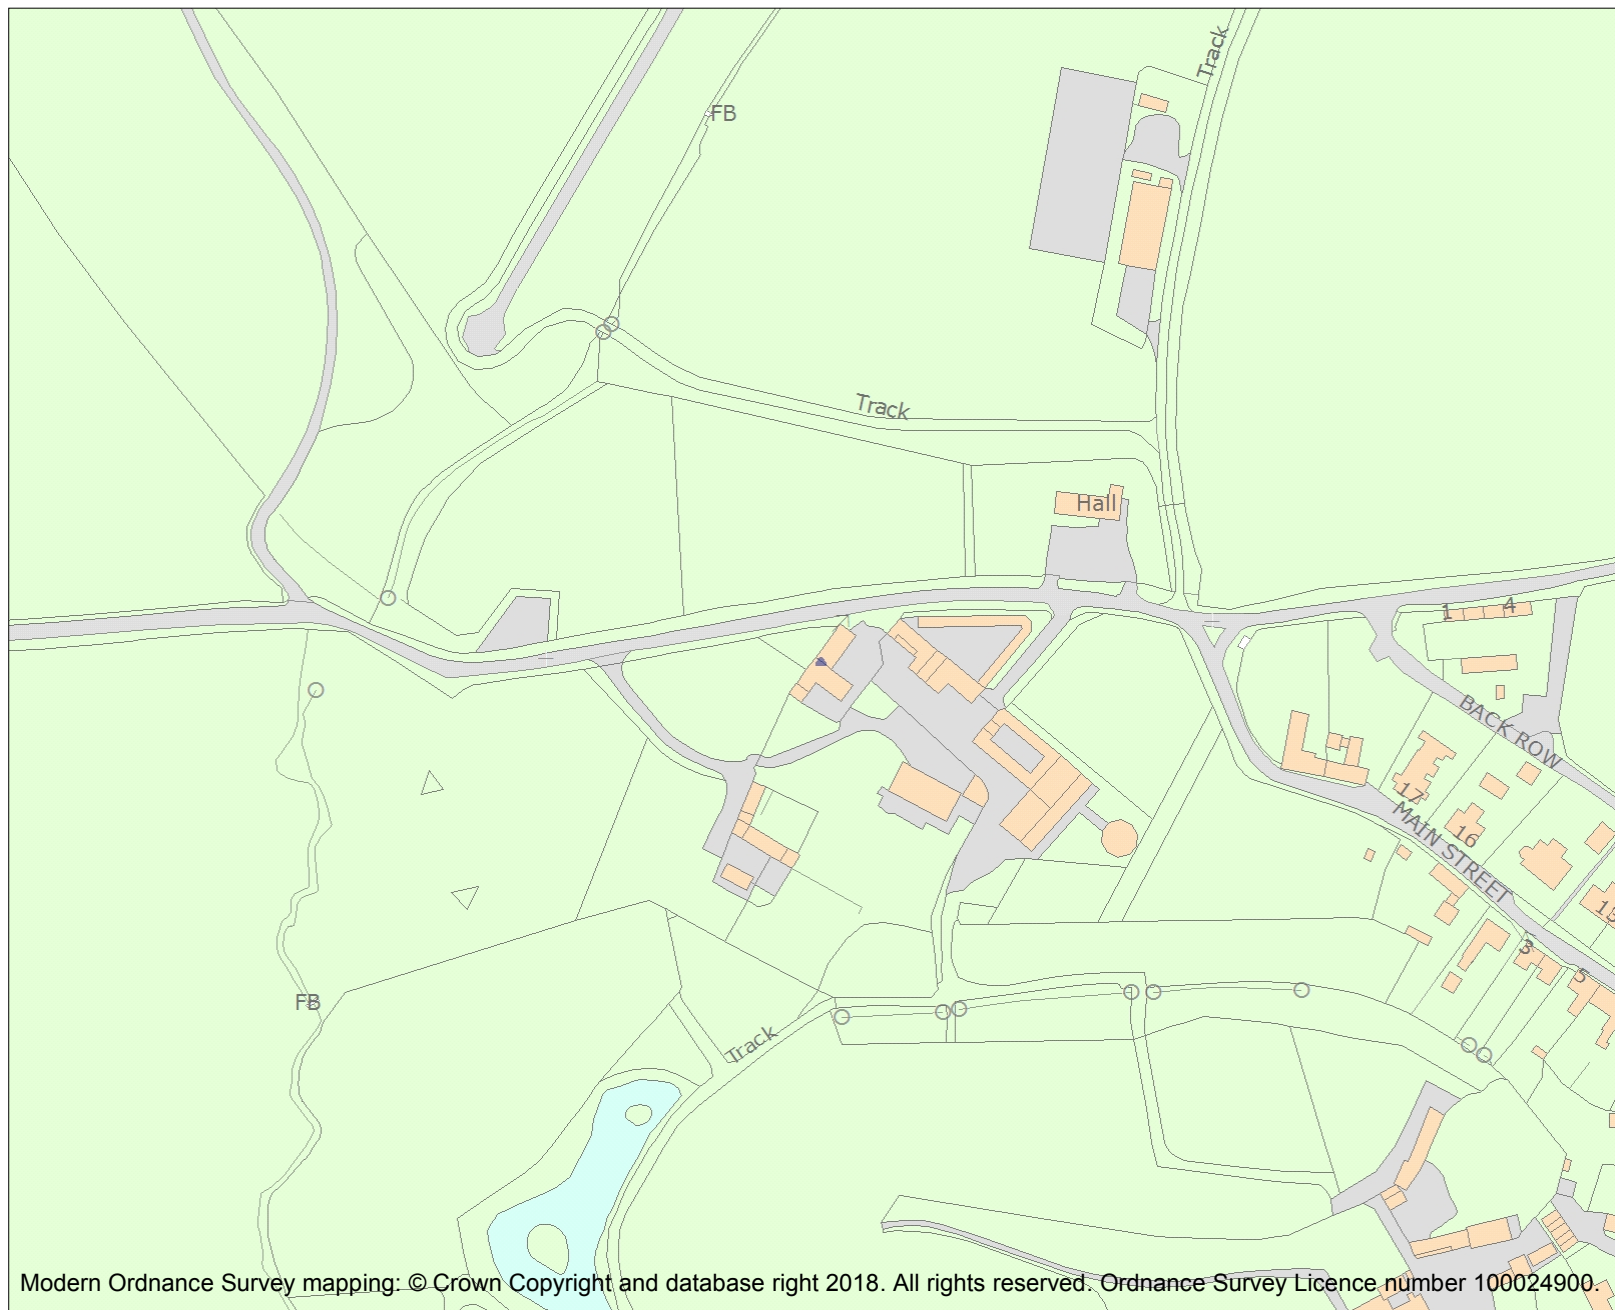 Track
FB
Track
Hall
1
4
BACK ROW
17
MAIN STREET
16
15
3
5
FB
Track
Modern Ordnance Survey mapping: © Crown Copyright and database right 2018. All rights reserved. Ordnance Survey Licence number 100024900.